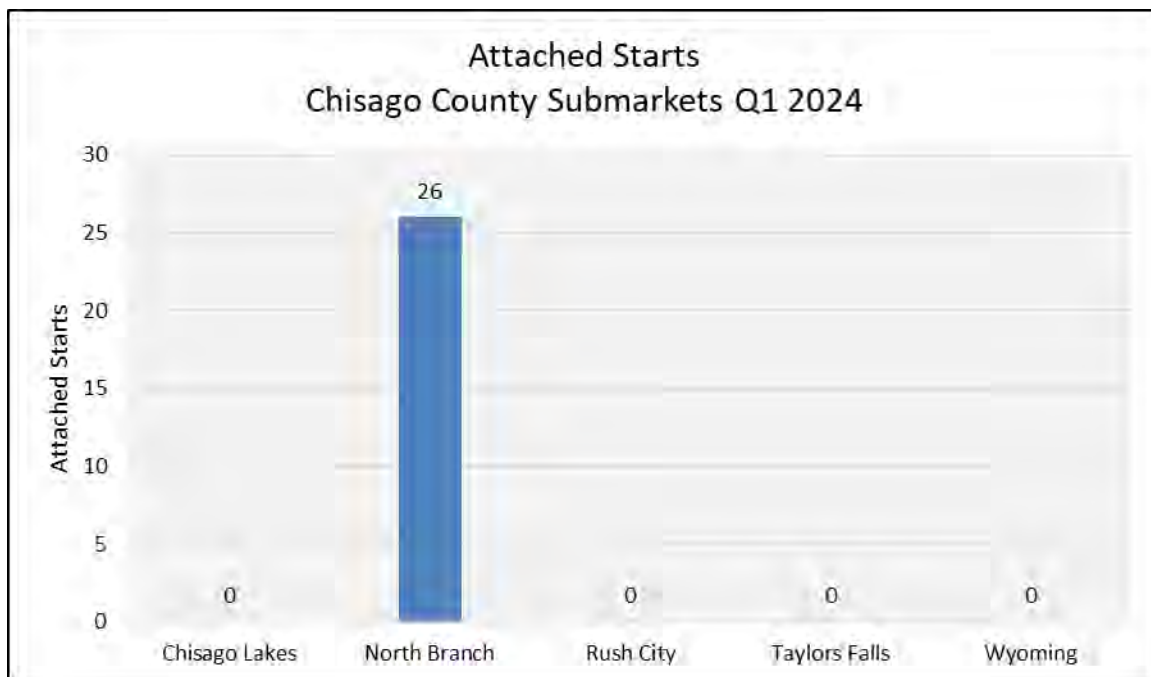 Attached Starts
Chisago County Submarkets Q1 2024
30
25
20
15
10
5
0
Attached Starts
0
26
0
0
0
Chisago Lakes
North Branch
Rush City
Taylors Falls
Wyoming